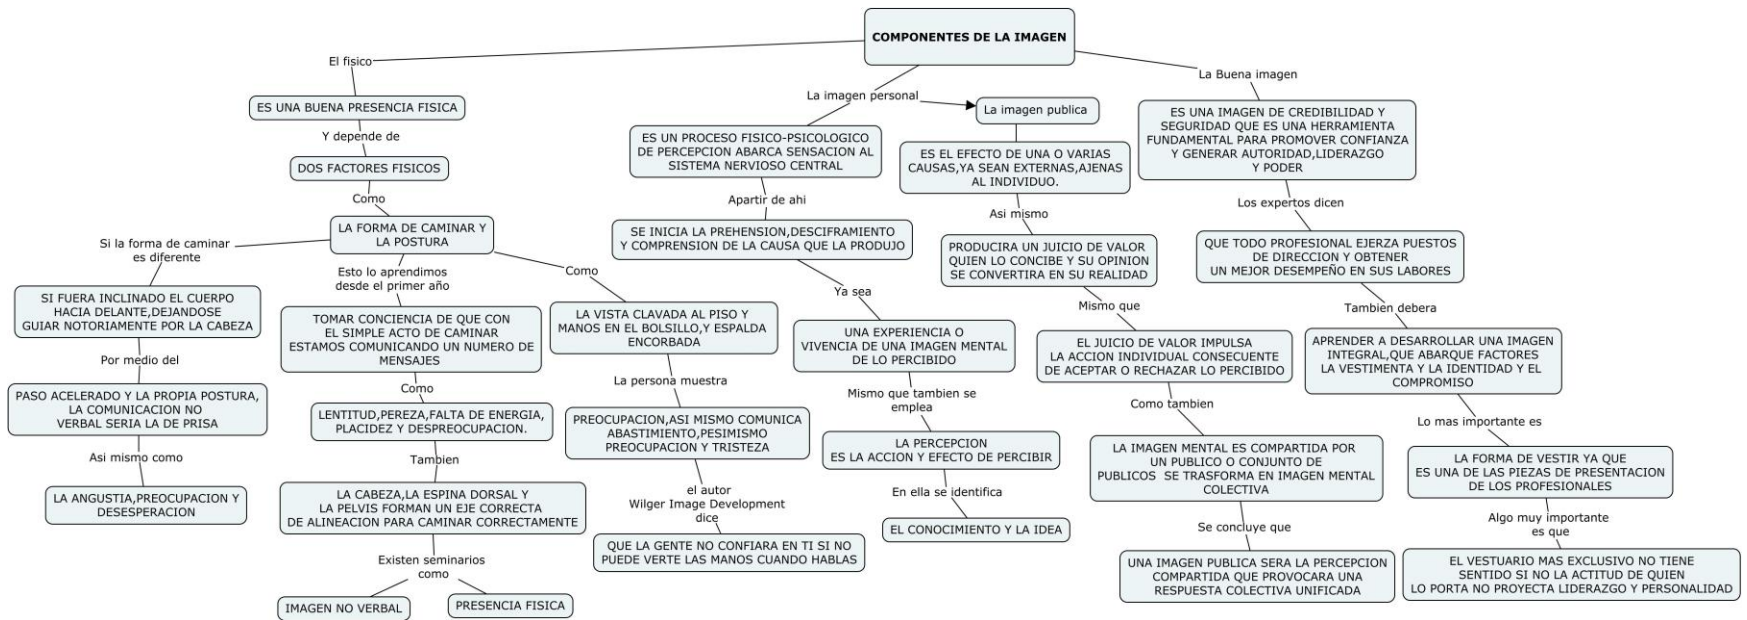 COMPONENTES DE LA IMAGEN
El fisico
ES UNA BUENA PRESENCIA FISICA
Y depende de
DOS FACTORES FISICOS
Como
LA FORMA DE CAMINAR Y
LA POSTURA
Si la forma de caminar
es diferente
SI FUERA INCLINADO EL CUERPO
HACIA DELANTE,DEJANDOSE
GUIAR NOTORIAMENTE POR LA CABEZA
Por medio del
PASO ACELERADO Y LA PROPIA POSTURA,
LA COMUNICACION NO
VERBAL SERIA LA DE PRISA
Asi mismo como
LA ANGUSTIA,PREOCUPACION Y
DESESPERACION
Esto lo aprendimos
desde el primer año
TOMAR CONCIENCIA DE QUE CON
EL SIMPLE ACTO DE CAMINAR
ESTAMOS COMUNICANDO UN NUMERO DE
MENSAJES
Como
LENTITUD,PEREZA,FALTA DE ENERGIA,
PLACIDEZ Y DESPREOCUPACION.
Tambien
LA CABEZA,LA ESPINA DORSAL Y
LA PELVIS FORMAN UN EJE CORRECTA
DE ALINEACION PARA CAMINAR CORRECTAMENTE
Existen seminarios
como
IMAGEN NO VERBAL
PRESENCIA FISICA
Como
LA VISTA CLAVADA AL PISO Y
MANOS EN EL BOLSILLO,Y ESPALDA
ENCORBADA
La persona muestra
PREOCUPACION,ASI MISMO COMUNICA
ABASTIMIENTO,PESIMISMO
PREOCUPACION Y TRISTEZA
el autor
Wilger Image Development
dice
QUE LA GENTE NO CONFIARA EN TI SI NO
PUEDE VERTE LAS MANOS CUANDO HABLAS
La imagen personal
ES UN PROCESO FISICO-PSICOLOGICO
DE PERCEPCION ABARCA SENSACION AL
SISTEMA NERVIOSO CENTRAL
Apartir de ahi
SE INICIA LA PREHENSION,DESCIFRAMIENTO
Y COMPRENSION DE LA CAUSA QUE LA PRODUJO
Ya sea
UNA EXPERIENCIA O
VIVENCIA DE UNA IMAGEN MENTAL
DE LO PERCIBIDO
Mismo que tambien se
emplea
LA PERCEPCION
ES LA ACCION Y EFECTO DE PERCIBIR
En ella se identifica
EL CONOCIMIENTO Y LA IDEA
La imagen publica
ES EL EFECTO DE UNA O VARIAS
CAUSAS,YA SEAN EXTERNAS,AJENAS
AL INDIVIDUO.
Asi mismo
PRODUCIRA UN JUICIO DE VALOR
QUIEN LO CONCIBE Y SU OPINION
SE CONVERTIRA EN SU REALIDAD
Mismo que
EL JUICIO DE VALOR IMPULSA
LA ACCION INDIVIDUAL CONSECUENTE
DE ACEPTAR O RECHAZAR LO PERCIBIDO
Como tambien
LA IMAGEN MENTAL ES COMPARTIDA POR
UN PUBLICO O CONJUNTO DE
PUBLICOS SE TRASFORMA EN IMAGEN MENTAL
COLECTIVA
Se concluye que
UNA IMAGEN PUBLICA SERA LA PERCEPCION
COMPARTIDA QUE PROVOCARA UNA
RESPUESTA COLECTIVA UNIFICADA
La Buena imagen
ES UNA IMAGEN DE CREDIBILIDAD Y
SEGURIDAD QUE ES UNA HERRAMIENTA
FUNDAMENTAL PARA PROMOVER CONFIANZA
Y GENERAR AUTORIDAD,LIDERAZGO
Y PODER
Los expertos dicen
QUE TODO PROFESIONAL EJERZA PUESTOS
DE DIRECCION Y OBTENER
UN MEJOR DESEMPEÑO EN SUS LABORES
Tambien debera
APRENDER A DESARROLLAR UNA IMAGEN
INTEGRAL,QUE ABARQUE FACTORES
LA VESTIMENTA Y LA IDENTIDAD Y EL
COMPROMISO
Lo mas importante es
LA FORMA DE VESTIR YA QUE
ES UNA DE LAS PIEZAS DE PRESENTACION
DE LOS PROFESIONALES
Algo muy importante
es que
EL VESTUARIO MAS EXCLUSIVO NO TIENE
SENTIDO SI NO LA ACTITUD DE QUIEN
LO PORTA NO PROYECTA LIDERAZGO Y PERSONALIDAD